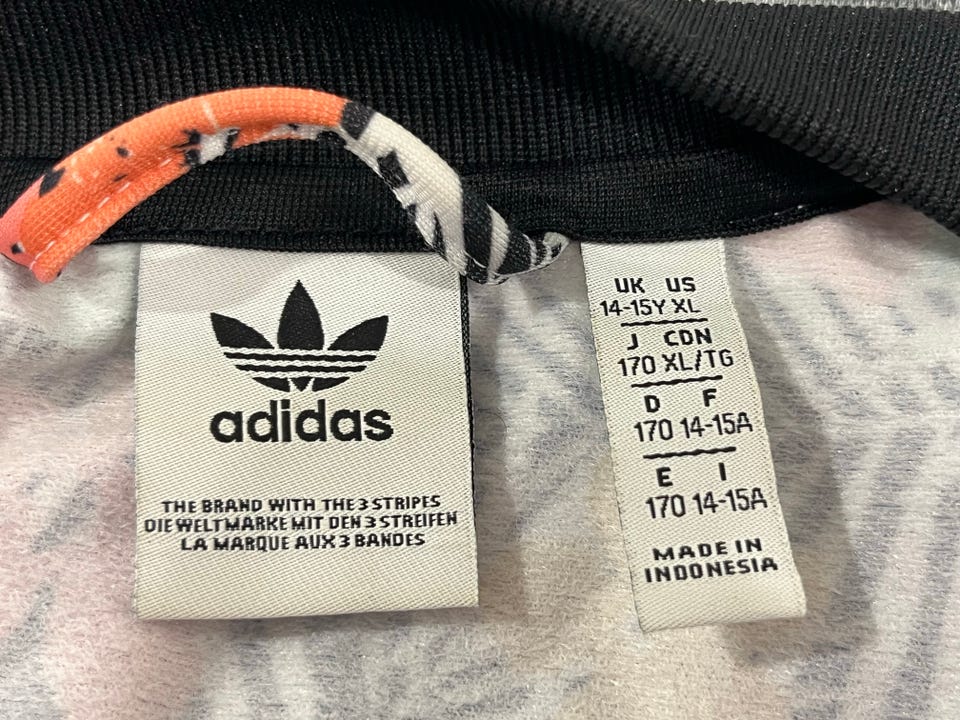 adidas
THE BRAND WITH THE 3 STRIPES
DIE WELTMARKE MIT DEN 3 STREIFEN
LA MARQUE AUX 3 BANDES
UK US
14-15Y XL
J CDN
170 XL/TG
D F
170 14-15A
E I
170 14-15A
MADE IN
INDONESIA